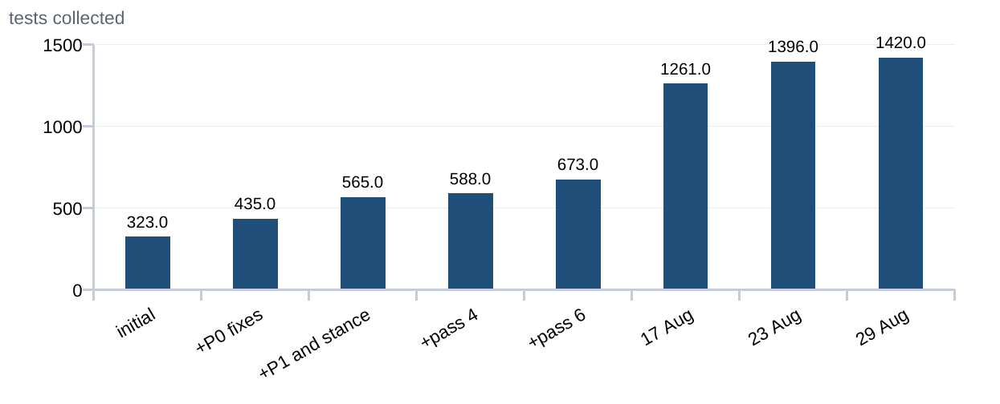 tests collected
1500
1000
500
0
323.0
435.0
565.0
588.0
673.0
1261.0
1396.0
1420.0
initial
+P0 fixes
+P1 and stance
+pass 4
+pass 6
17 Aug
23 Aug
29 Aug